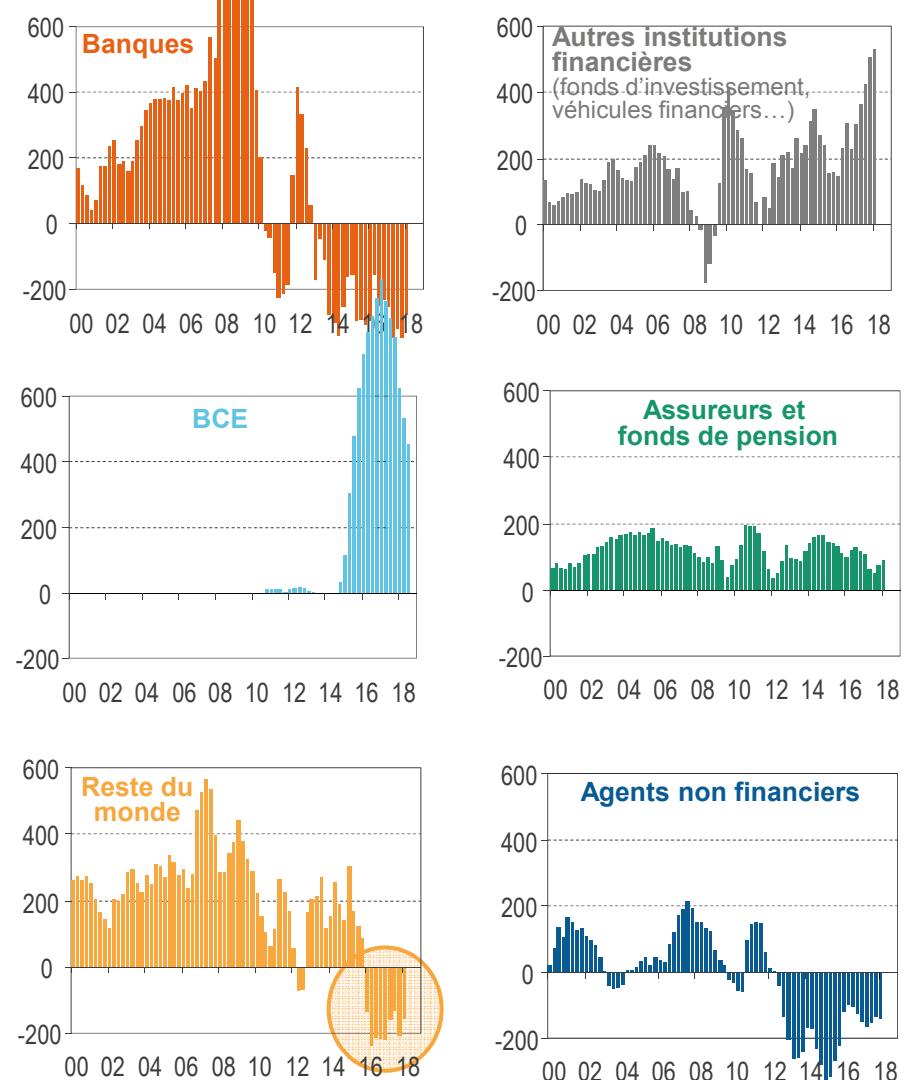 Banques
600
400
200
0
-200
00 02 04 06 08 10 12 14 16 18
Autres institutions
financières
(fonds d'investissement,
véhicules financiers…)
600
400
200
0
-200
00 02 04 06 08 10 12 14 16 18
BCE
600
400
200
0
-200
00 02 04 06 08 10 12 14 16 18
Assureurs et
fonds de pension
600
400
200
0
-200
00 02 04 06 08 10 12 14 16 18
Reste du
monde
600
400
200
0
-200
00 02 04 06 08 10 12 14 16 18
Agents non financiers
600
400
200
0
-200
00 02 04 06 08 10 12 14 16 18